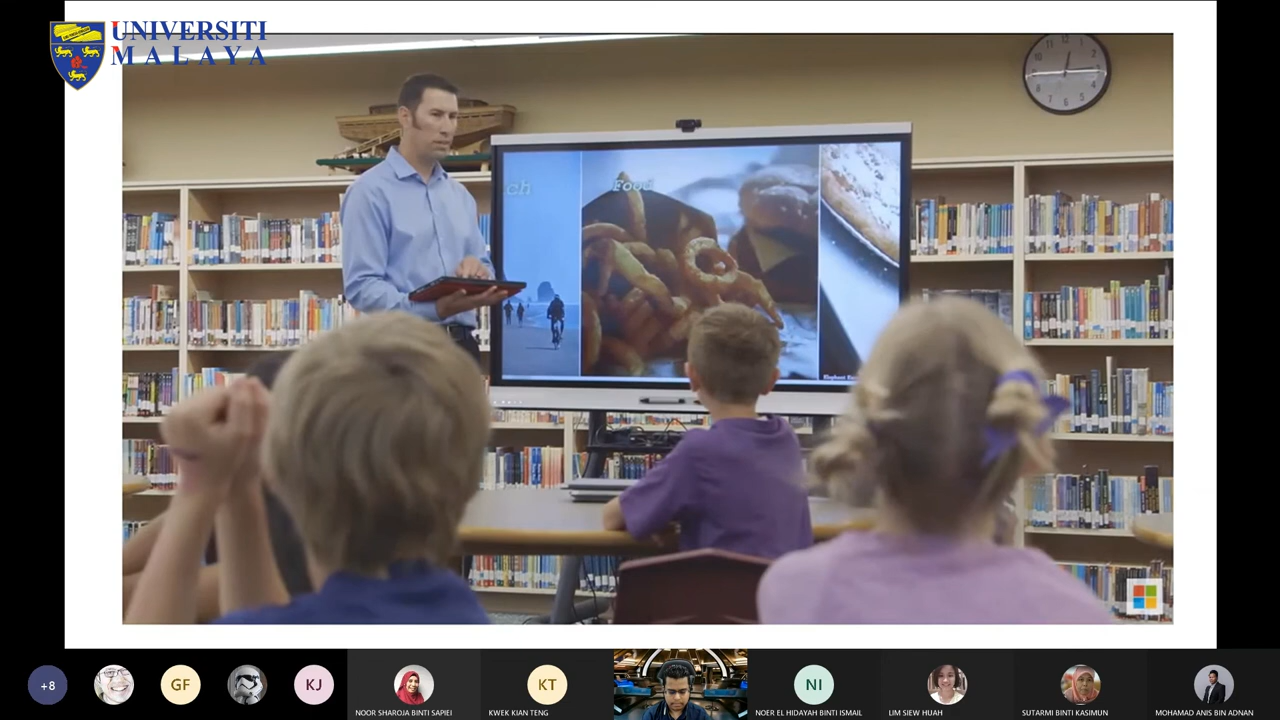 UNIVERSITI
MALAYA
ch
Food
+8
GF
KJ
NOOR SHAROJA BINTI SAPIEI
KT
KWEK KIAN TENG
NI
NOER EL HIDAYAH BINTI ISMAIL
LIM SIEW HUAH
SUTARMI BINTI KASIMUN
MOHAMAD ANIS BIN ADNAN